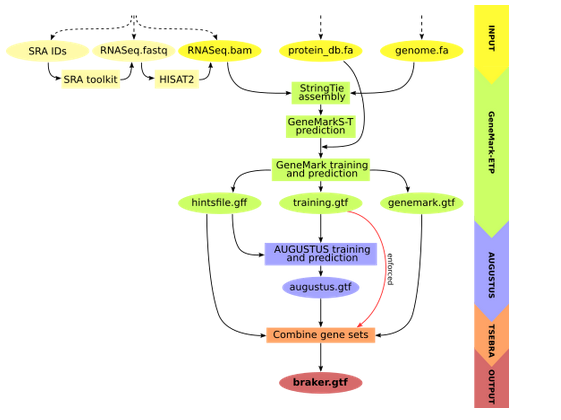 SRA IDs
RNASeq.fastq
RNASeq.bam
protein_db.fa
genome.fa
SRA toolkit
HISAT2
StringTie
assembly
GeneMarkS-T
prediction
GeneMark training
and prediction
hintsfile.gff
training.gtf
genemark.gtf
AUGUSTUS training
and prediction
enforced
augustus.gtf
Combine gene sets
braker.gtf
INPUT
GeneMark-ETP
AUGUSTUS
TSEBRA
OUTPUT